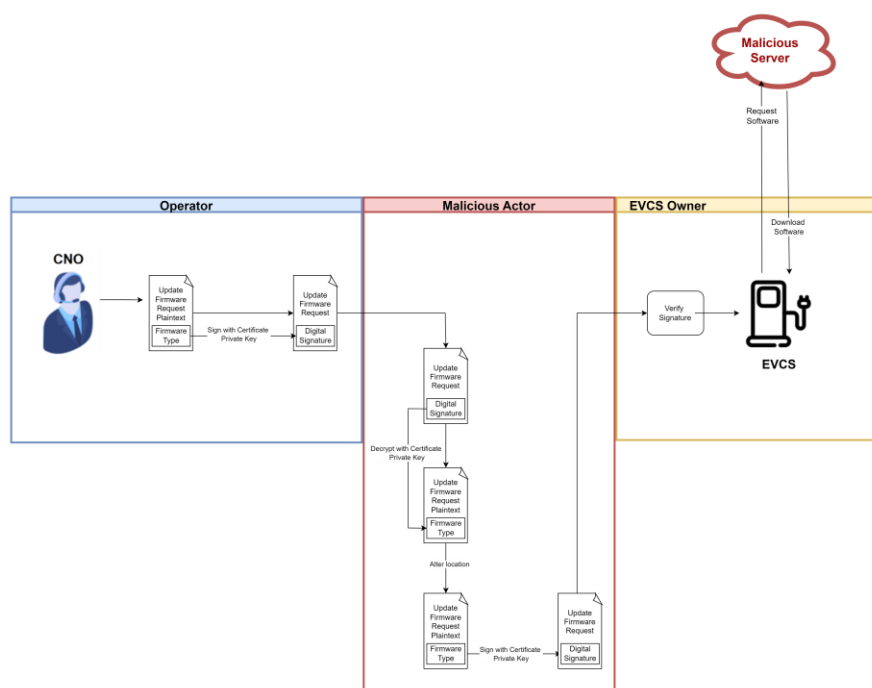 Malicious
Server
Request
Software
Download
Software
Operator
Malicious Actor
EVCS Owner
CNO
Update
Firmware
Request
Plaintext
Firmware
Type
Sign with Certificate
Private Key
Update
Firmware
Request
Digital
Signature
Update
Firmware
Request
Digital
Signature
Decrypt with Certificate
Private Key
Update
Firmware
Request
Plaintext
Firmware
Type
Alter location
Update
Firmware
Request
Plaintext
Firmware
Type
Sign with Certificate
Private Key
Update
Firmware
Request
Digital
Signature
Verify
Signature
EVCS